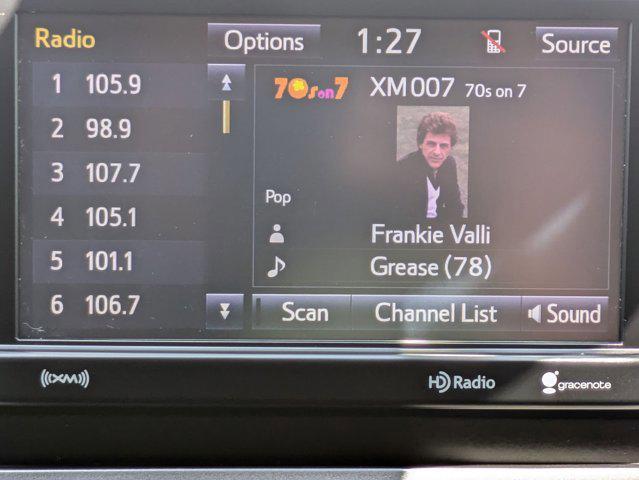 Radio Options 1:27 Source
1 105.9
2 98.9
3 107.7
4 105.1
5 101.1
6 106.7
70s on 7 XM007 70s on 7
Pop
Frankie Valli
Grease (78)
Scan Channel List Sound
((XM)) HD Radio gracenote